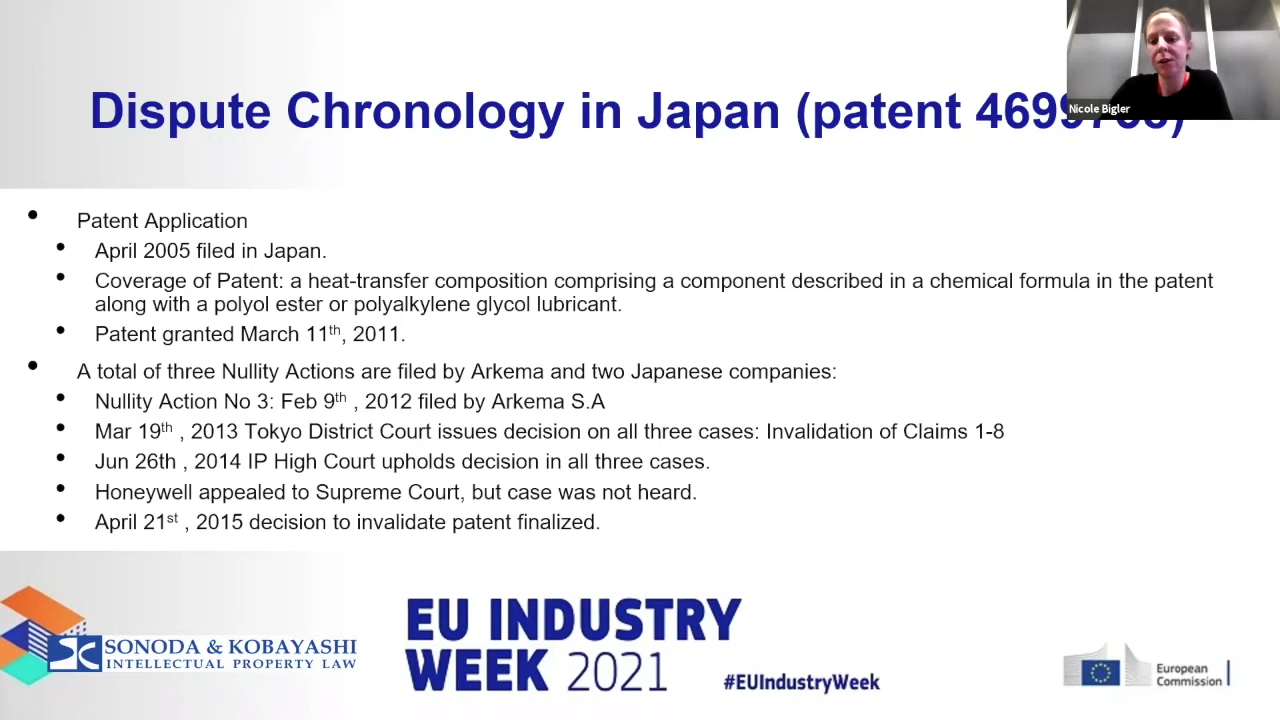 Dispute Chronology in Japan (patent
Nicole Bigler
• Patent Application
• April 2005 filed in Japan.
• Coverage of Patent: a heat-transfer composition comprising a component described in a chemical formula in the patent
along with a polyol ester or polyalkylene glycol lubricant.
• Patent granted March 11th, 2011.
• A total of three Nullity Actions are filed by Arkema and two Japanese companies:
• Nullity Action No 3: Feb 9th , 2012 filed by Arkema S.A
• Mar 19th , 2013 Tokyo District Court issues decision on all three cases: Invalidation of Claims 1-8
• Jun 26th , 2014 IP High Court upholds decision in all three cases.
• Honeywell appealed to Supreme Court, but case was not heard.
• April 21st , 2015 decision to invalidate patent finalized.
SONODA & KOBAYASHI
INTELLECTUAL PROPERTY LAW
EU INDUSTRY
WEEK 2021
#EUIndustryWeek
European
Commission